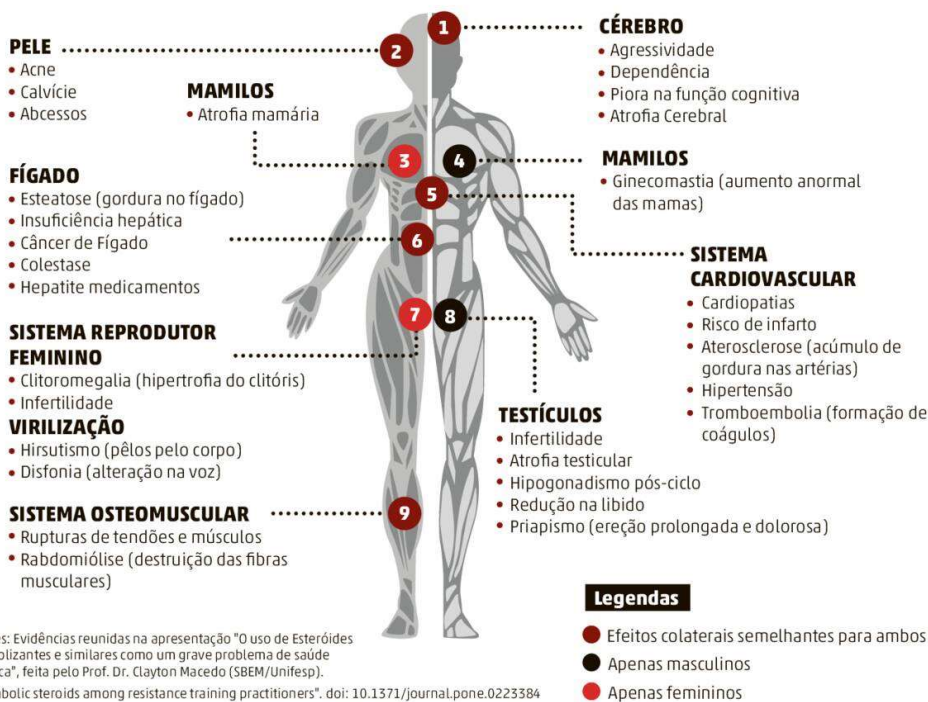 PELE
• Acne
• Calvície
• Abcessos
MAMILOS
• Atrofia mamária
FÍGADO
• Esteatose (gordura no fígado)
• Insuficiência hepática
• Câncer de Fígado
• Colestase
• Hepatite medicamentos
SISTEMA REPRODUTOR
FEMININO
• Clitoromegalia (hipertrofia do clitóris)
• Infertilidade
VIRILIZAÇÃO
• Hirsutismo (pêlos pelo corpo)
• Disfonia (alteração na voz)
SISTEMA OSTEOMUSCULAR
• Rupturas de tendões e músculos
• Rabdomiólise (destruição das fibras
musculares)
1
2
3
4
5
6
7
8
9
CÉREBRO
• Agressividade
• Dependência
• Piora na função cognitiva
• Atrofia Cerebral
MAMILOS
• Ginecomastia (aumento anormal
das mamas)
SISTEMA
CARDIOVASCULAR
• Cardiopatias
• Risco de infarto
• Aterosclerose (acúmulo de
gordura nas artérias)
• Hipertensão
• Tromboembolia (formação de
coágulos)
TESTÍCULOS
• Infertilidade
• Atrofia testicular
• Hipogonadismo pós-ciclo
• Redução na libido
• Priapismo (ereção prolongada e dolorosa)
Legendas
Efeitos colaterais semelhantes para ambos
Apenas masculinos
Apenas femininos
es: Evidências reunidas na apresentação "O uso de Esteróides
olizantes e similares como um grave problema de saúde
ca", feita pelo Prof. Dr. Clayton Macedo (SBEM/Unifesp).
bolic steroids among resistance training practitioners". doi: 10.1371/journal.pone.0223384